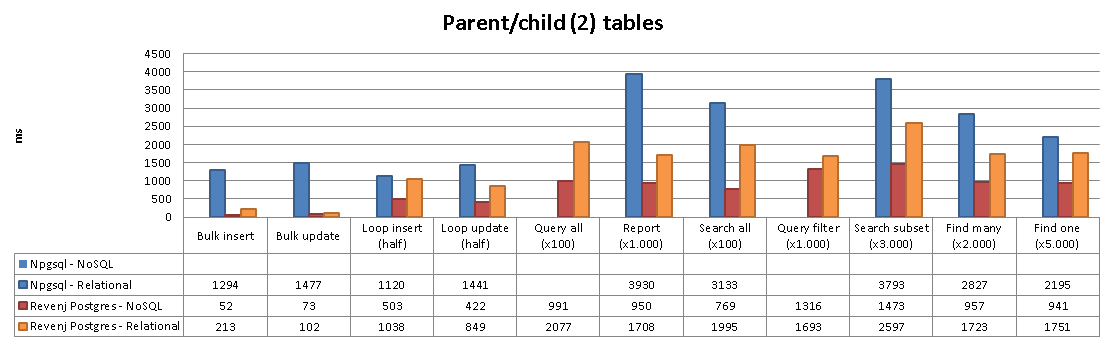 Parent/child (2) tables
ms
4500
4000
3500
3000
2500
2000
1500
1000
500
0
Bulk insert Bulk update Loop insert (half) Loop update (half) Query all (x100) Report (x1.000) Search all (x100) Query filter (x1.000) Search subset (x3.000) Find many (x2.000) Find one (x5.000)
Npgsql - NoSQL
Npgsql - Relational 1294 1477 1120 1441 3930 3133 3793 2827 2195
Revenj Postgres - NoSQL 52 73 503 422 991 950 769 1316 1473 957 941
Revenj Postgres - Relational 213 102 1038 849 2077 1708 1995 1693 2597 1723 1751